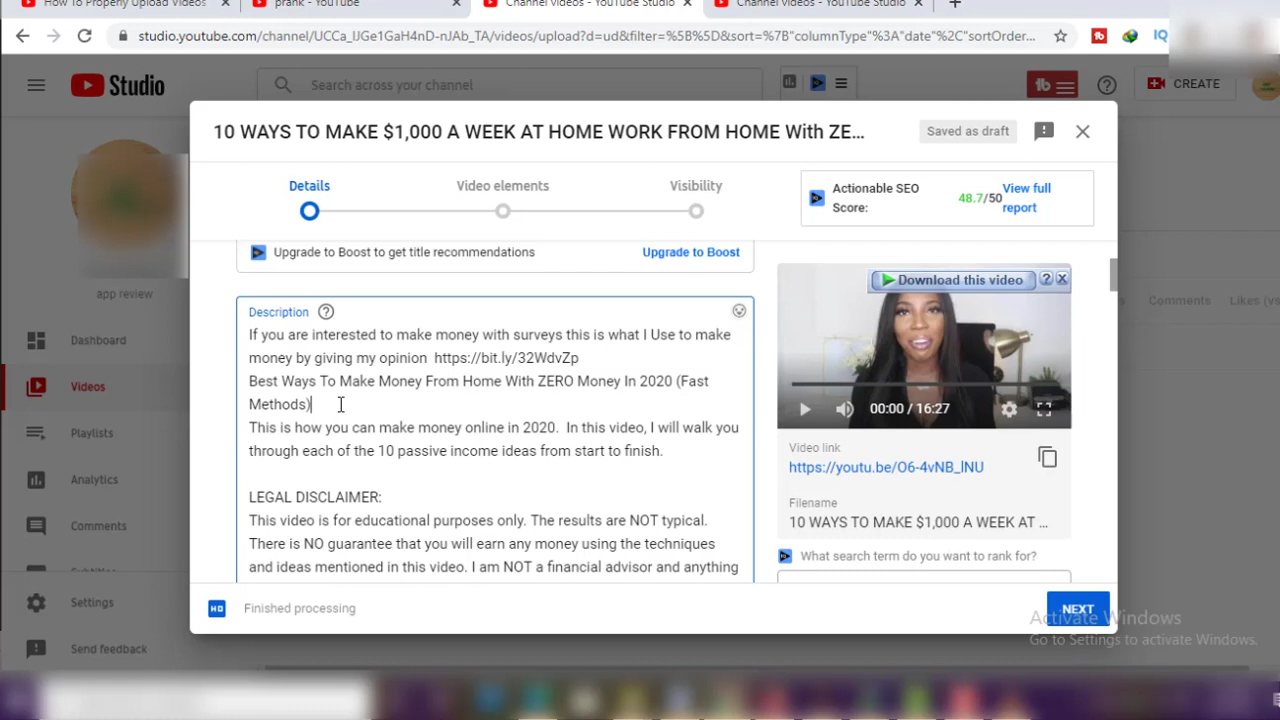 How To Properly Upload Videos
prank - YouTube
Channel videos - YouTube Studio
Channel videos - YouTube Studio
studio.youtube.com/channel/UCCa_IJGe1GaH4nD-nJAb_TA/videos/upload?d=ud&filter=%5B%5D&sort=%7B"columnType"%3A"date"%2C"sortOrder...
Studio
Search across your channel
CREATE
10 WAYS TO MAKE $1,000 A WEEK AT HOME WORK FROM HOME With ZE...
Saved as draft
Details
Video elements
Visibility
Actionable SEO
Score:
48.7/50
View full
report
Upgrade to Boost to get title recommendations
Upgrade to Boost
Description
If you are interested to make money with surveys this is what I Use to make
money by giving my opinion https://bit.ly/32WdvZp
Best Ways To Make Money From Home With ZERO Money In 2020 (Fast
Methods)
This is how you can make money online in 2020. In this video, I will walk you
through each of the 10 passive income ideas from start to finish.
LEGAL DISCLAIMER:
This video is for educational purposes only. The results are NOT typical.
There is NO guarantee that you will earn any money using the techniques
and ideas mentioned in this video. I am NOT a financial advisor and anything
Download this video
00:00 / 16:27
Video link
https://youtu.be/O6-4vNB_lNU
Filename
10 WAYS TO MAKE $1,000 A WEEK AT ...
What search term do you want to rank for?
HD
Finished processing
NEXT
app review
Dashboard
Videos
Playlists
Analytics
Comments
Settings
Send feedback
Comments
Likes (vs
Activate Windows
Go to Settings to activate Windows.